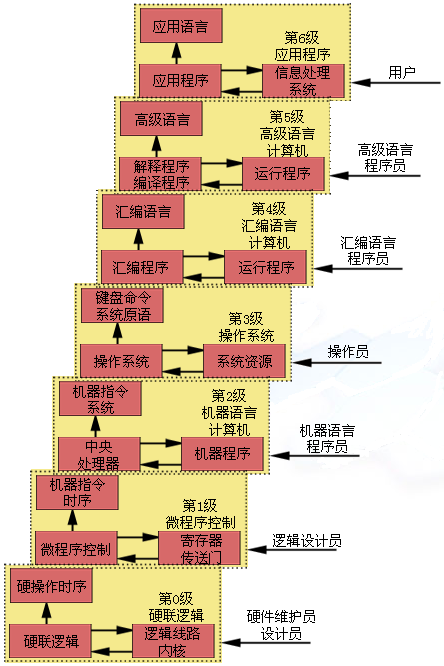 应用语言
第6级
应用程序
应用程序
信息处理
系统
用户
高级语言
第5级
高级语言
计算机
解释程序
编译程序
运行程序
高级语言
程序员
汇编语言
第4级
汇编语言
计算机
汇编程序
运行程序
汇编语言
程序员
键盘命令
系统原语
第3级
操作系统
操作系统
系统资源
操作员
机器指令
系统
第2级
机器语言
计算机
中央
处理器
机器程序
机器语言
程序员
机器指令
时序
第1级
微程序控制
微程序控制
寄存器
传送门
逻辑设计员
硬操作时序
第0级
硬联逻辑
硬联逻辑
逻辑线路
内核
硬件维护员
设计员